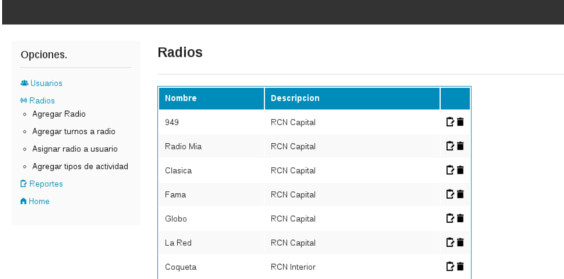 Opciones.
Usuarios
Radios
Agregar Radio
Agregar turnos a radio
Asignar radio a usuario
Agregar tipos de actividad
Reportes
Home
Radios
Nombre Descripcion
949 RCN Capital
Radio Mia RCN Capital
Clasica RCN Capital
Fama RCN Capital
Globo RCN Capital
La Red RCN Capital
Coqueta RCN Interior